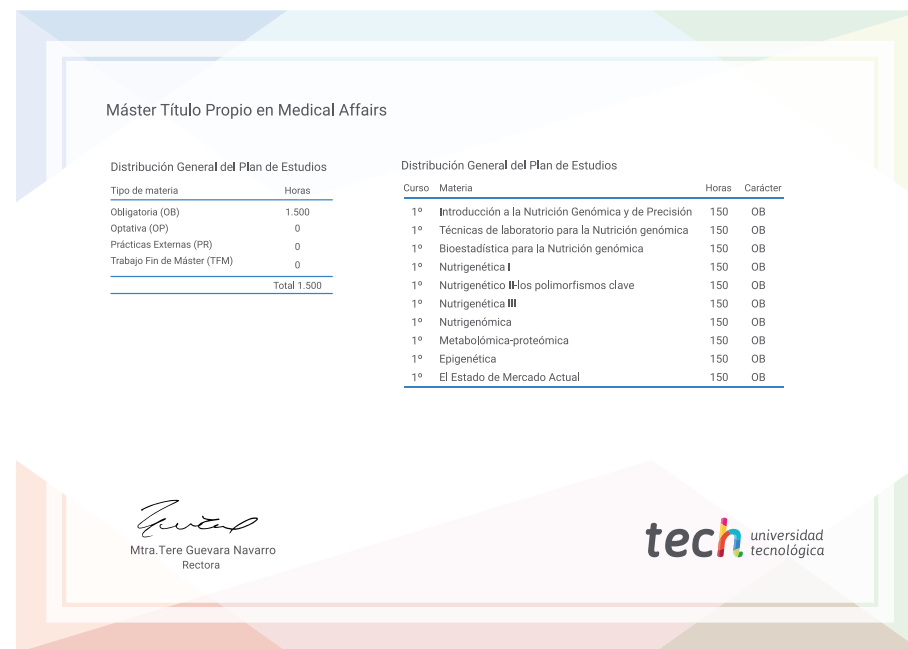 Máster Título Propio en Medical Affairs
Distribución General del Plan de Estudios
Tipo de materia Horas
Obligatoria (OB) 1.500
Optativa (OP) 0
Prácticas Externas (PR) 0
Trabajo Fin de Máster (TFM) 0
Total 1.500
Distribución General del Plan de Estudios
Curso Materia Horas Carácter
1º Introducción a la Nutrición Genómica y de Precisión 150 OB
1º Técnicas de laboratorio para la Nutrición genómica 150 OB
1º Bioestadística para la Nutrición genómica 150 OB
1º Nutrigenética I 150 OB
1º Nutrigenético II-los polimorfismos clave 150 OB
1º Nutrigenética III 150 OB
1º Nutrigenómica 150 OB
1º Metabolómica-proteómica 150 OB
1º Epigenética 150 OB
1º El Estado de Mercado Actual 150 OB
Mtra.Tere Guevara Navarro
Rectora
tech universidad
tecnológica